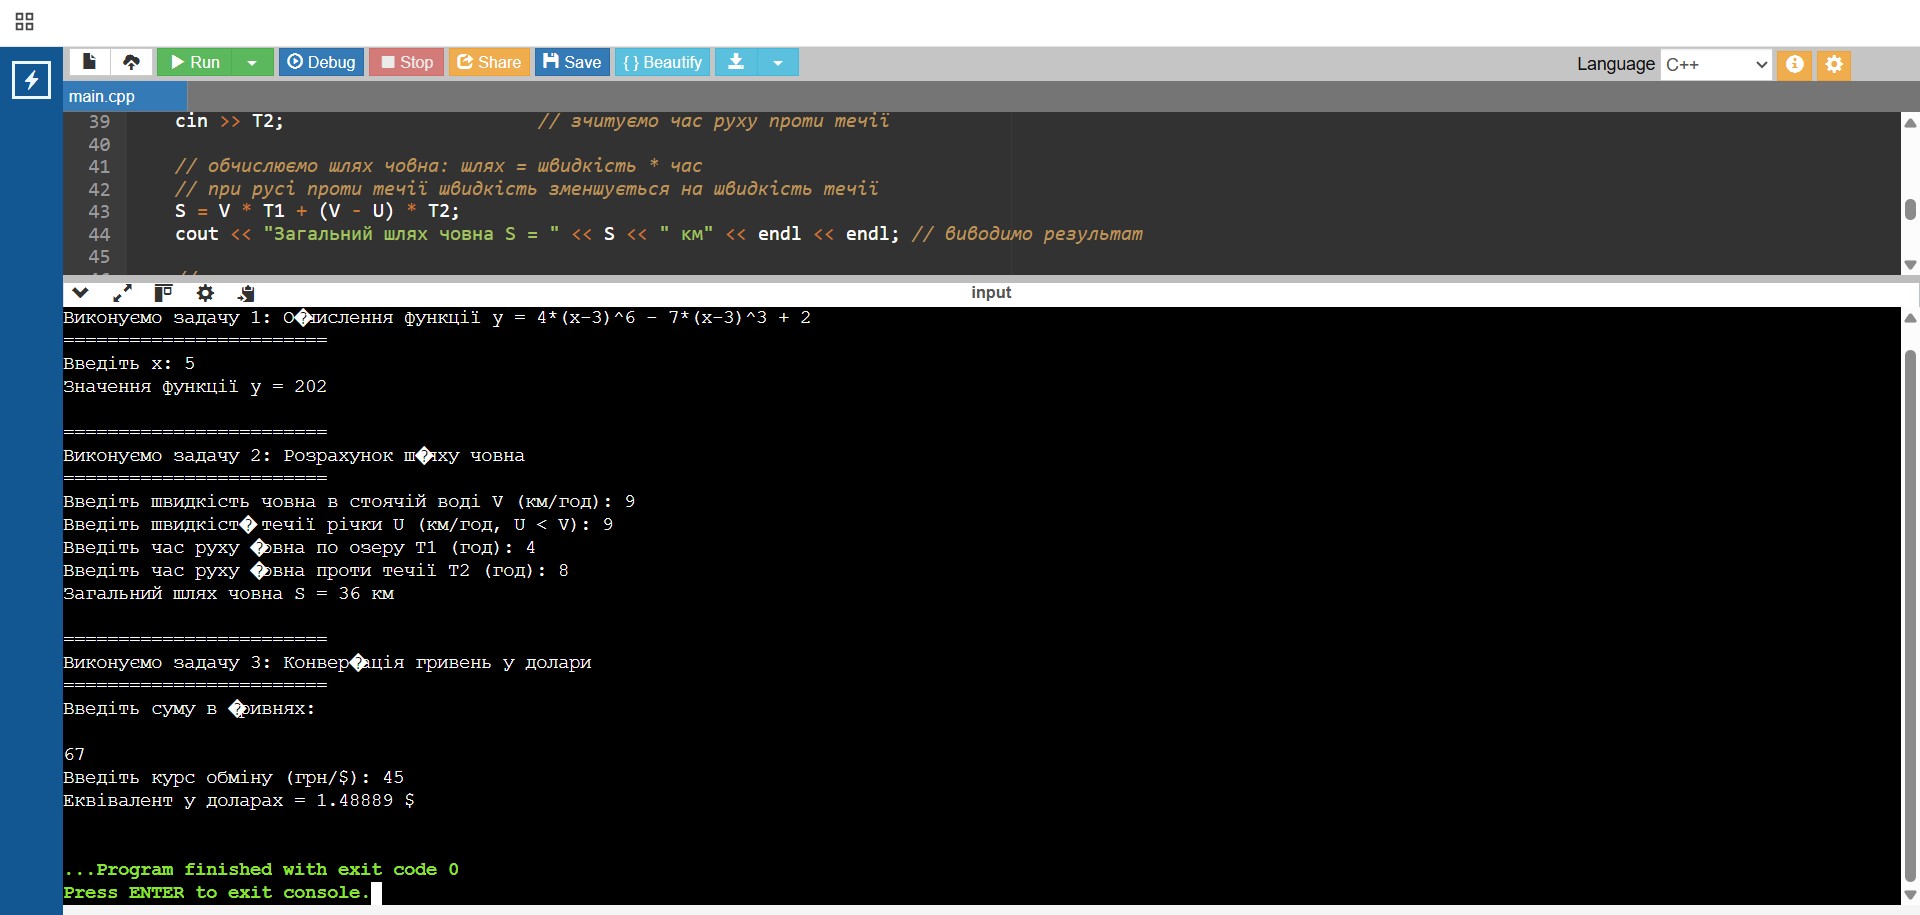 Run
Debug
Stop
Share
Save
{ } Beautify
Language
C++
main.cpp
39 cin >> T2; // зчитуємо час руху проти течії
40
41 // обчислюємо шлях човна: шлях = швидкість * час
42 // при русі проти течії швидкість зменшується на швидкість течії
43 S = V * T1 + (V - U) * T2;
44 cout << "Загальний шлях човна S = " << S << " км" << endl << endl; // виводимо результат
45
input
Виконуємо задачу 1: О�числення функції y = 4*(x-3)^6 - 7*(x-3)^3 + 2
========================
Введіть x: 5
Значення функції y = 202
========================
Виконуємо задачу 2: Розрахунок ш�яху човна
========================
Введіть швидкість човна в стоячій воді V (км/год): 9
Введіть швидкіст� течії річки U (км/год, U < V): 9
Введіть час руху �овна по озеру T1 (год): 4
Введіть час руху �овна проти течії T2 (год): 8
Загальний шлях човна S = 36 км
========================
Виконуємо задачу 3: Конвер�ація гривень у долари
========================
Введіть суму в �ривнях:
67
Введіть курс обміну (грн/$): 45
Еквівалент у доларах = 1.48889 $
...Program finished with exit code 0
Press ENTER to exit console.